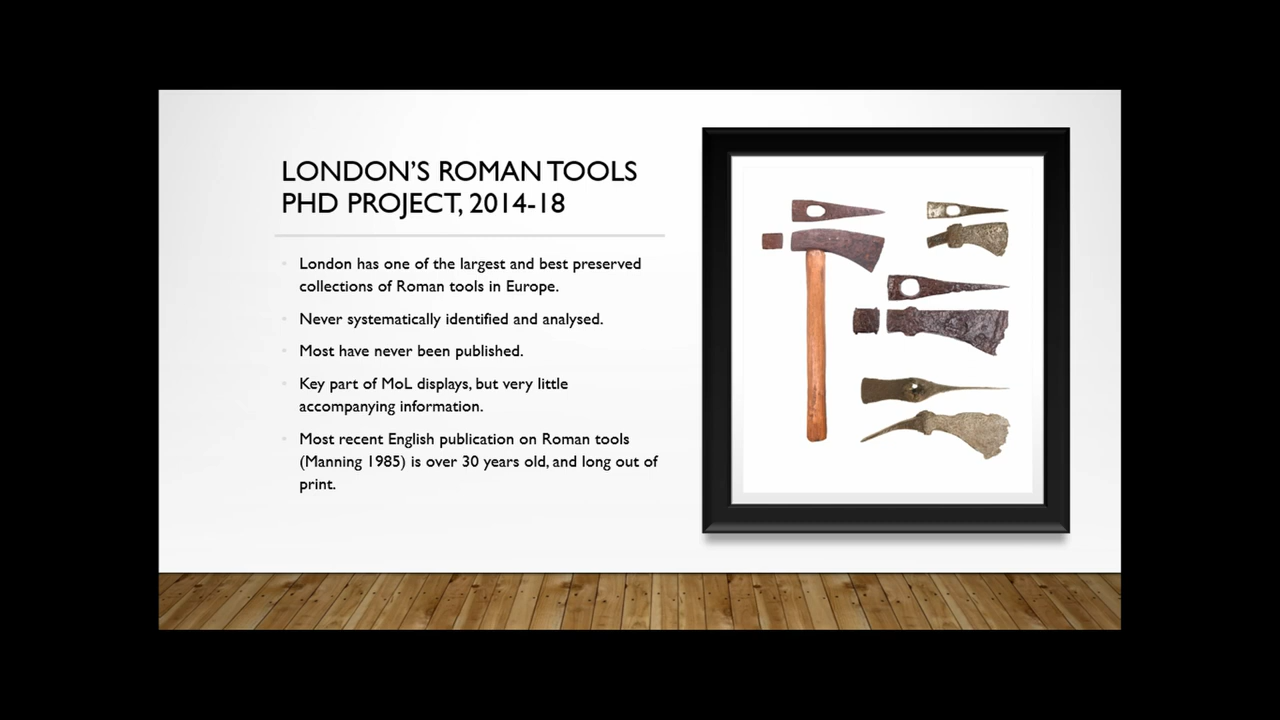 LONDON’S ROMAN TOOLS
PHD PROJECT, 2014-18
London has one of the largest and best preserved
collections of Roman tools in Europe.
Never systematically identified and analysed.
Most have never been published.
Key part of MoL displays, but very little
accompanying information.
Most recent English publication on Roman tools
(Manning 1985) is over 30 years old, and long out of
print.